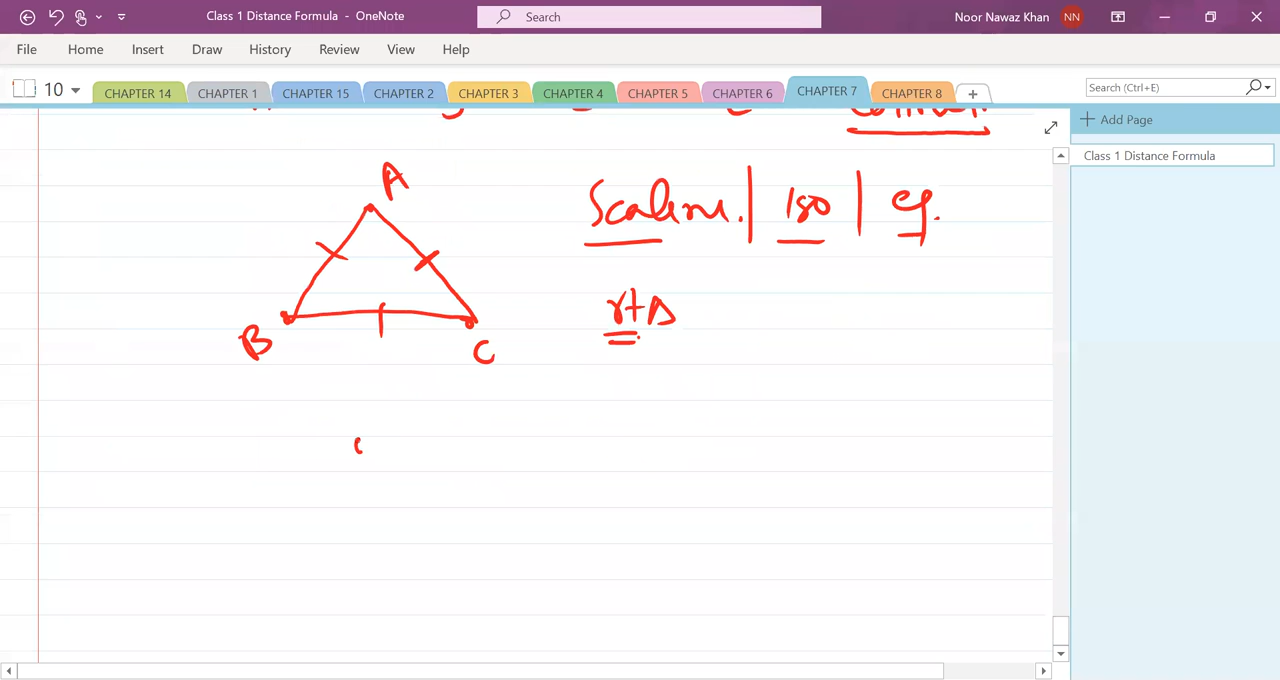 Class 1 Distance Formula - OneNote
Search
Noor Nawaz Khan NN
File Home Insert Draw History Review View Help
10 CHAPTER 14 CHAPTER 1 CHAPTER 15 CHAPTER 2 CHAPTER 3 CHAPTER 4 CHAPTER 5 CHAPTER 6 CHAPTER 7 CHAPTER 8 +
Search (Ctrl+E)
Add Page
Class 1 Distance Formula
A
Scalene. | Iso | eq.
rt Δ
B
C